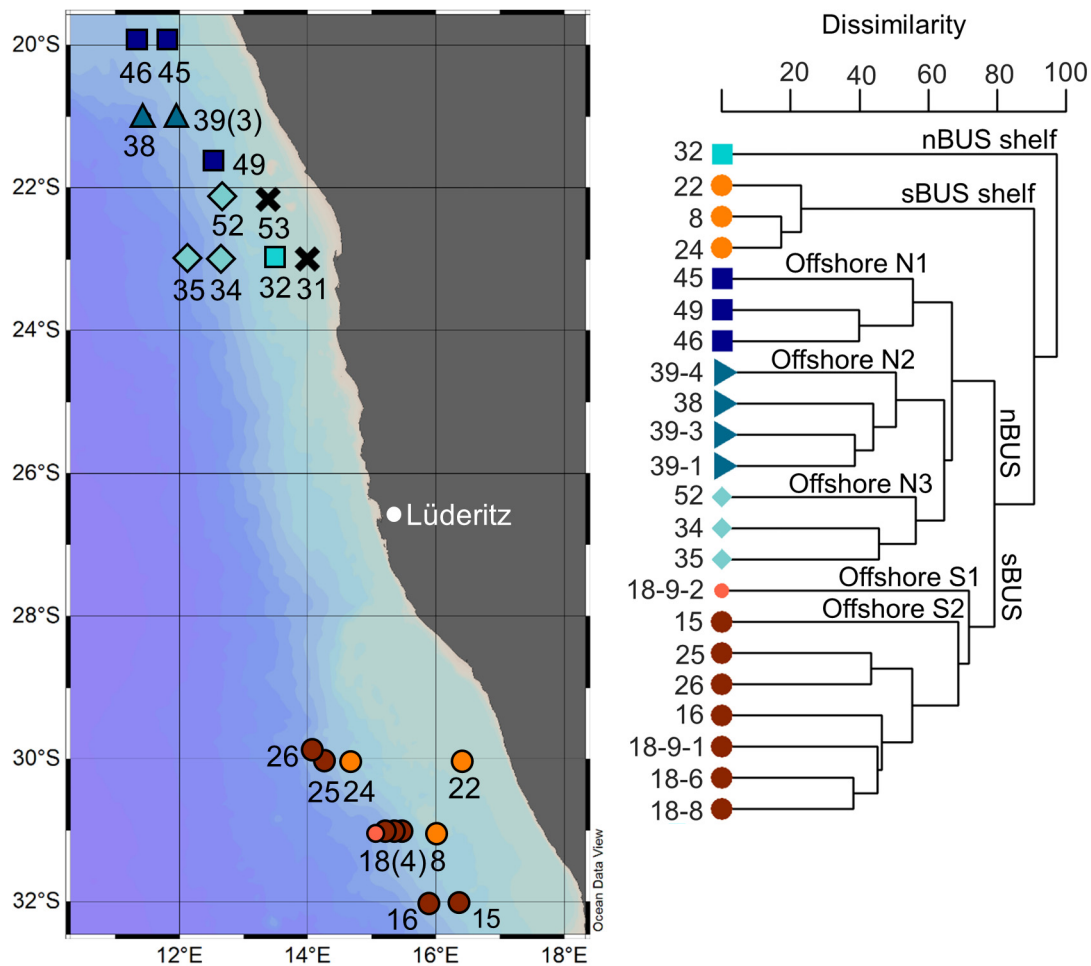 20°S
22°S
24°S
26°S
28°S
30°S
32°S
12°E
14°E
16°E
18°E
46 45
38 39(3)
49
52 53
35 34 32 31
Lüderitz
26
25 24 22
18(4) 8
16 15
Ocean Data View
Dissimilarity
20 40 60 80 100
nBUS shelf
32
22
sBUS shelf
8
24
Offshore N1
45
49
46
Offshore N2
39-4
38
39-3
39-1
nBUS
Offshore N3
52
34
35
Offshore S1
18-9-2
sBUS
Offshore S2
15
25
26
16
18-9-1
18-6
18-8